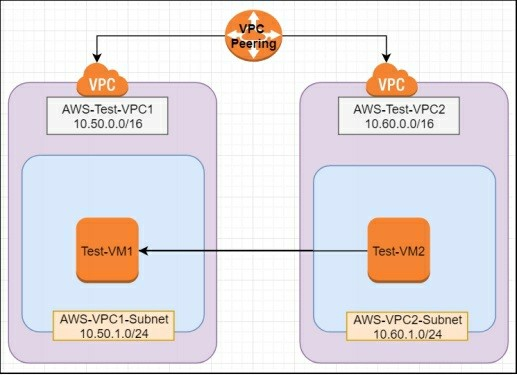 VPC
Peering
VPC
VPC
AWS-Test-VPC1
10.50.0.0/16
AWS-Test-VPC2
10.60.0.0/16
Test-VM1
Test-VM2
AWS-VPC1-Subnet
10.50.1.0/24
AWS-VPC2-Subnet
10.60.1.0/24